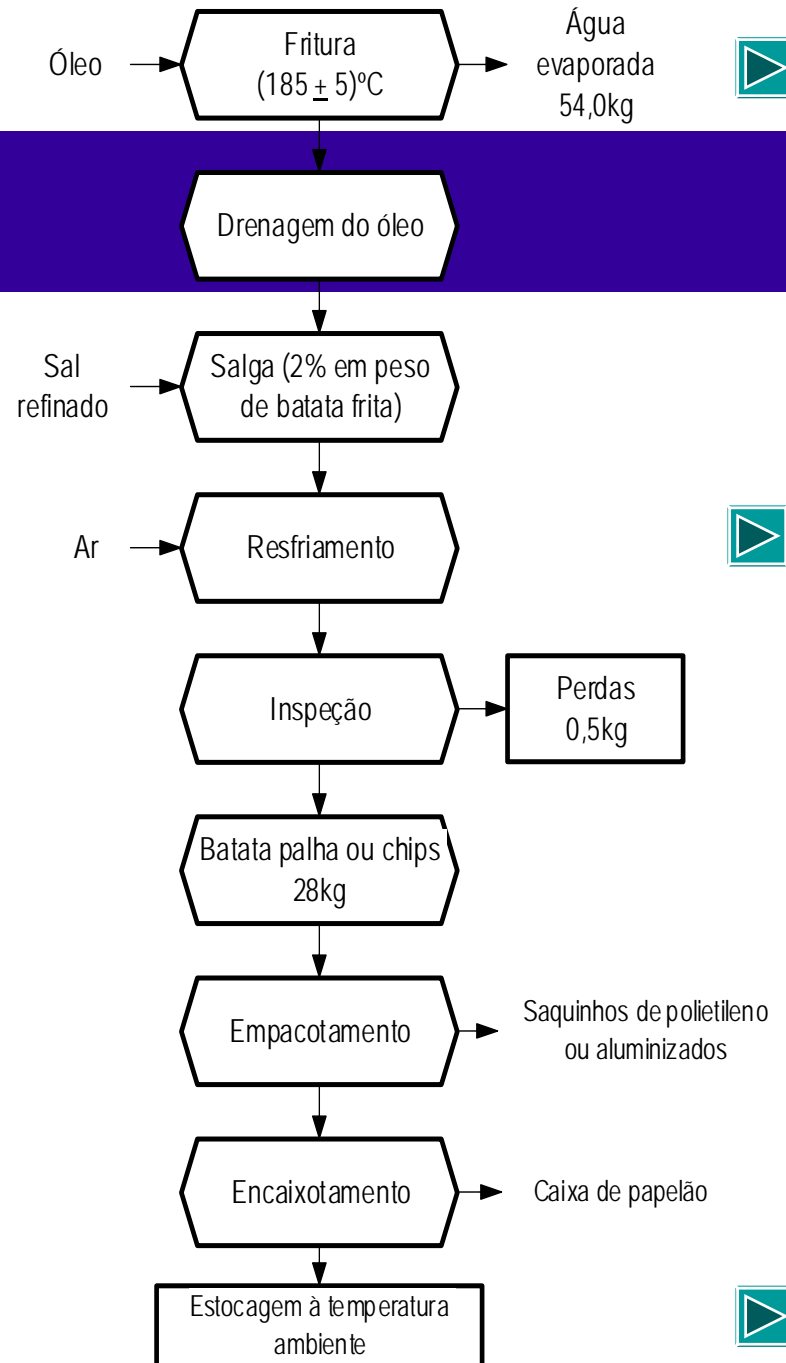 Óleo
Fritura
(185 ± 5)ºC
Água
evaporada
54,0kg
Drenagem do óleo
Sal
refinado
Salga (2% em peso
de batata frita)
Ar
Resfriamento
Inspeção
Perdas
0,5kg
Batata palha ou chips
28kg
Empacotamento
Saquinhos de polietileno
ou aluminizados
Encaixotamento
Caixa de papelão
Estocagem à temperatura
ambiente